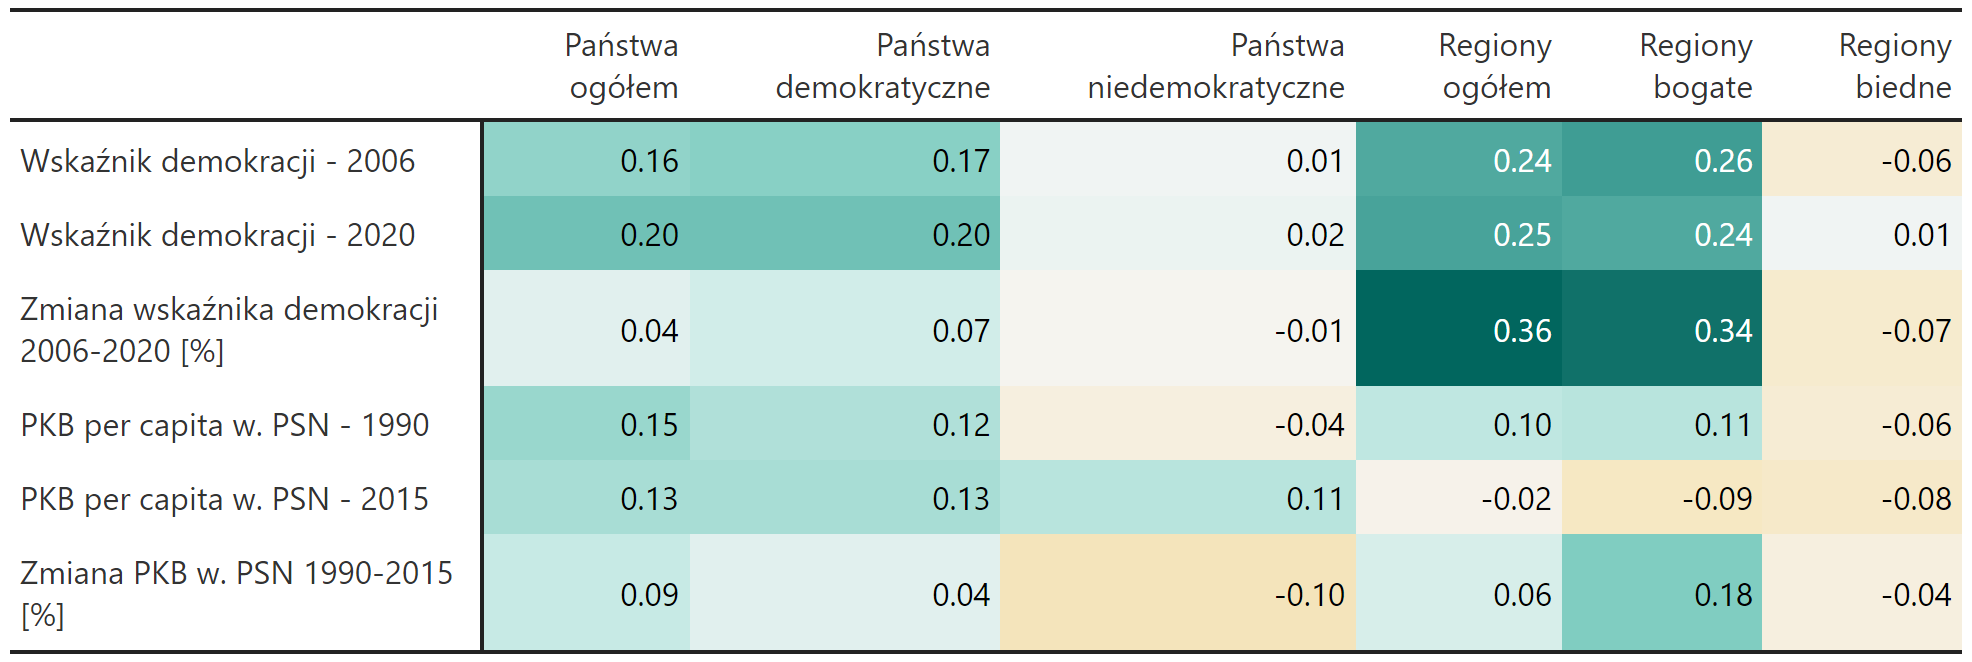 Państwa ogółem Państwa demokratyczne Państwa niedemokratyczne Regiony ogółem Regiony bogate Regiony biedne
Wskaźnik demokracji - 2006 0.16 0.17 0.01 0.24 0.26 -0.06
Wskaźnik demokracji - 2020 0.20 0.20 0.02 0.25 0.24 0.01
Zmiana wskaźnika demokracji
2006-2020 [%] 0.04 0.07 -0.01 0.36 0.34 -0.07
PKB per capita w. PSN - 1990 0.15 0.12 -0.04 0.10 0.11 -0.06
PKB per capita w. PSN - 2015 0.13 0.13 0.11 -0.02 -0.09 -0.08
Zmiana PKB w. PSN 1990-2015
[%] 0.09 0.04 -0.10 0.06 0.18 -0.04